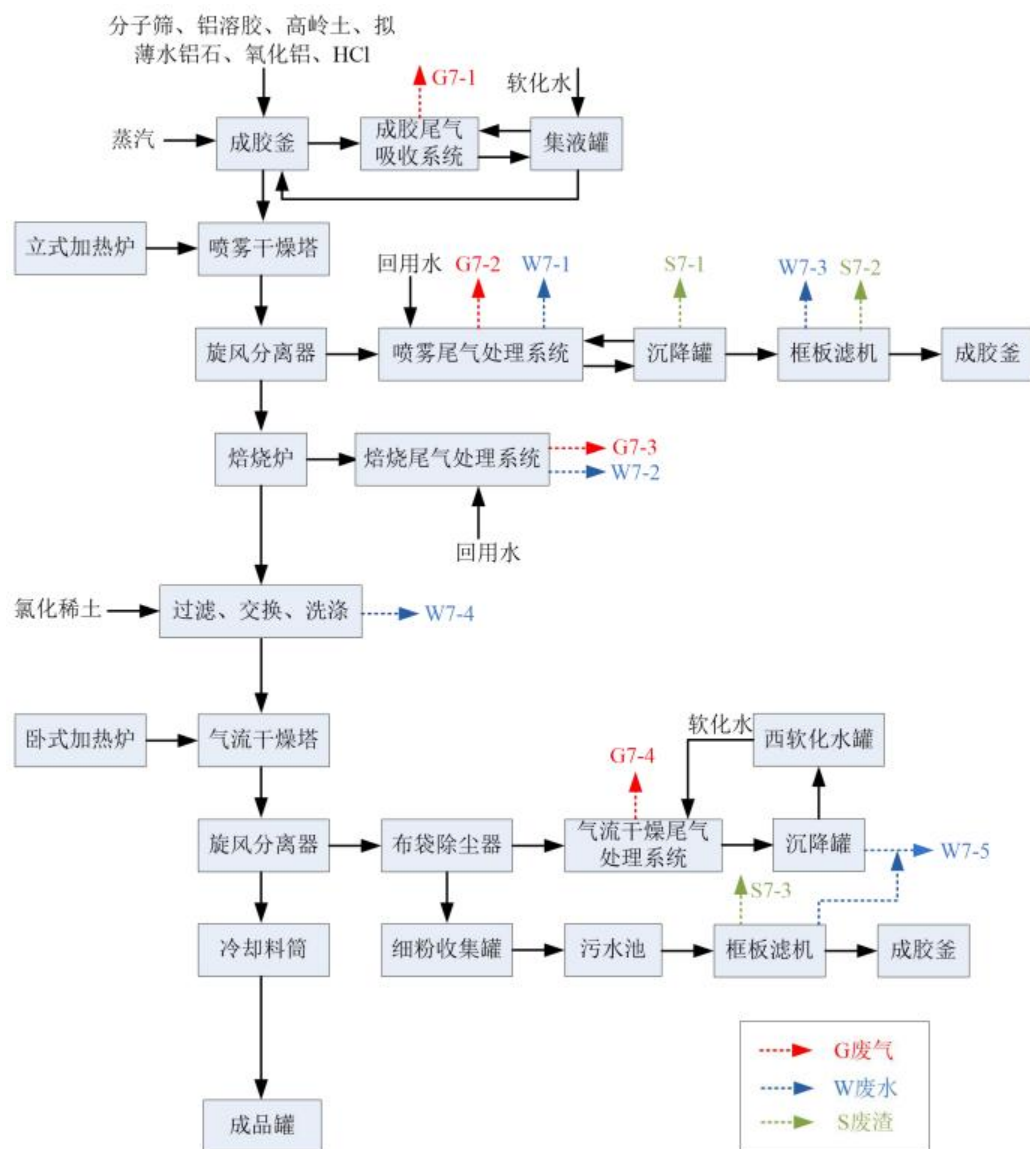 分子筛、铝溶胶、高岭土、拟
薄水铝石、氧化铝、HCl
G7-1
软化水
蒸汽
成胶釜
成胶尾气
吸收系统
集液罐
立式加热炉
喷雾干燥塔
回用水
G7-2
W7-1
S7-1
W7-3
S7-2
旋风分离器
喷雾尾气处理系统
沉降罐
框板滤机
成胶釜
焙烧炉
焙烧尾气处理系统
G7-3
W7-2
回用水
氯化稀土
过滤、交换、洗涤
W7-4
卧式加热炉
气流干燥塔
G7-4
软化水
西软化水罐
旋风分离器
布袋除尘器
气流干燥尾气
处理系统
沉降罐
W7-5
S7-3
冷却料筒
细粉收集罐
污水池
框板滤机
成胶釜
G废气
W废水
S废渣
成品罐